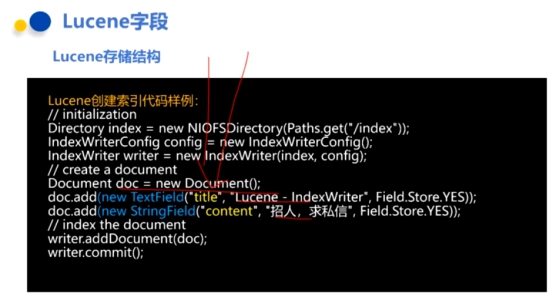 Lucene字段
Lucene存储结构
Lucene创建索引代码样例：
// initialization
Directory index = new NIOFSDirectory(Paths.get("/index"));
IndexWriterConfig config = new IndexWriterConfig();
IndexWriter writer = new IndexWriter(index, config);
// create a document
Document doc = new Document();
doc.add(new TextField("title", "Lucene - IndexWriter", Field.Store.YES));
doc.add(new StringField("content", "招人，求私信", Field.Store.YES));
// index the document
writer.addDocument(doc);
writer.commit();